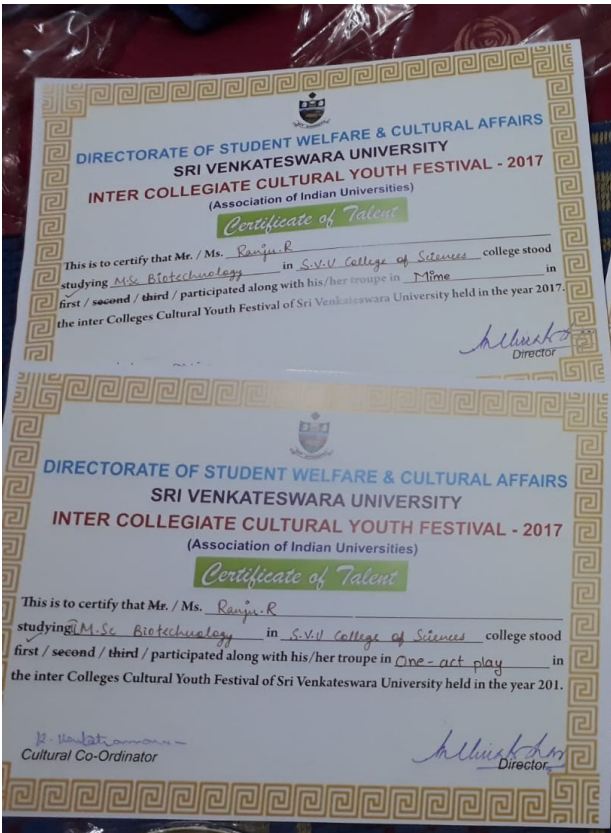 DIRECTORATE OF STUDENT WELFARE & CULTURAL AFFAIRS
SRI VENKATESWARA UNIVERSITY
INTER COLLEGIATE CULTURAL YOUTH FESTIVAL - 2017
(Association of Indian Universities)
Certificate of Talent
This is to certify that Mr. / Ms. Ranju.R
studying M.Sc Biotechnology in S.V.U College of Sciences college stood
first / second / third / participated along with his/her troupe in Mime in
the inter Colleges Cultural Youth Festival of Sri Venkateswara University held in the year 2017.
Director
DIRECTORATE OF STUDENT WELFARE & CULTURAL AFFAIRS
SRI VENKATESWARA UNIVERSITY
INTER COLLEGIATE CULTURAL YOUTH FESTIVAL - 2017
(Association of Indian Universities)
Certificate of Talent
This is to certify that Mr. / Ms. Ranju.R
studying M.Sc Biotechnology in S.V.U College of Sciences college stood
first / second / third / participated along with his/her troupe in One-act play in
the inter Colleges Cultural Youth Festival of Sri Venkateswara University held in the year 201.
Cultural Co-Ordinator
Director